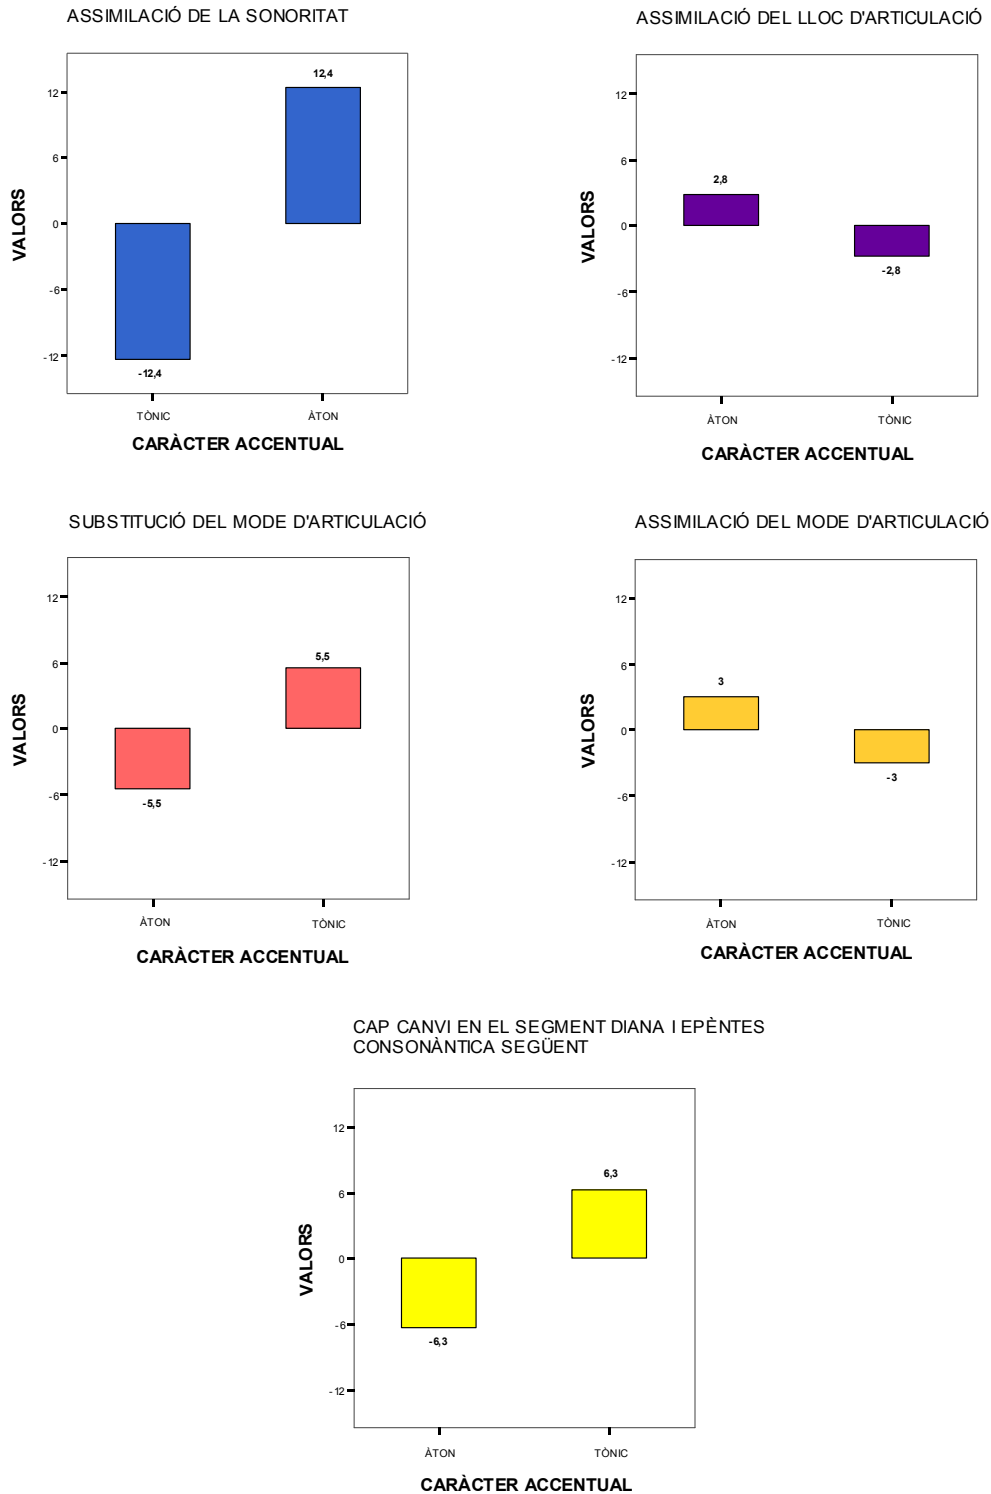 ASSIMILACIÓ DE LA SONORITAT
12,4
12
6
0
-6
-12
-12,4
VALORS
TÒNIC
ÀTON
CARÀCTER ACCENTUAL
ASSIMILACIÓ DEL LLOC D'ARTICULACIÓ
12
6
2,8
0
-2,8
-6
-12
VALORS
ÀTON
TÒNIC
CARÀCTER ACCENTUAL
SUBSTITUCIÓ DEL MODE D'ARTICULACIÓ
12
6
5,5
0
-6
-5,5
-12
VALORS
ÀTON
TÒNIC
CARÀCTER ACCENTUAL
ASSIMILACIÓ DEL MODE D'ARTICULACIÓ
12
6
3
0
-3
-6
-12
VALORS
ÀTON
TÒNIC
CARÀCTER ACCENTUAL
CAP CANVI EN EL SEGMENT DIANA I EPÈNTES
CONSONÀNTICA SEGÜENT
12
6,3
6
0
-6
-6,3
-12
VALORS
ÀTON
TÒNIC
CARÀCTER ACCENTUAL